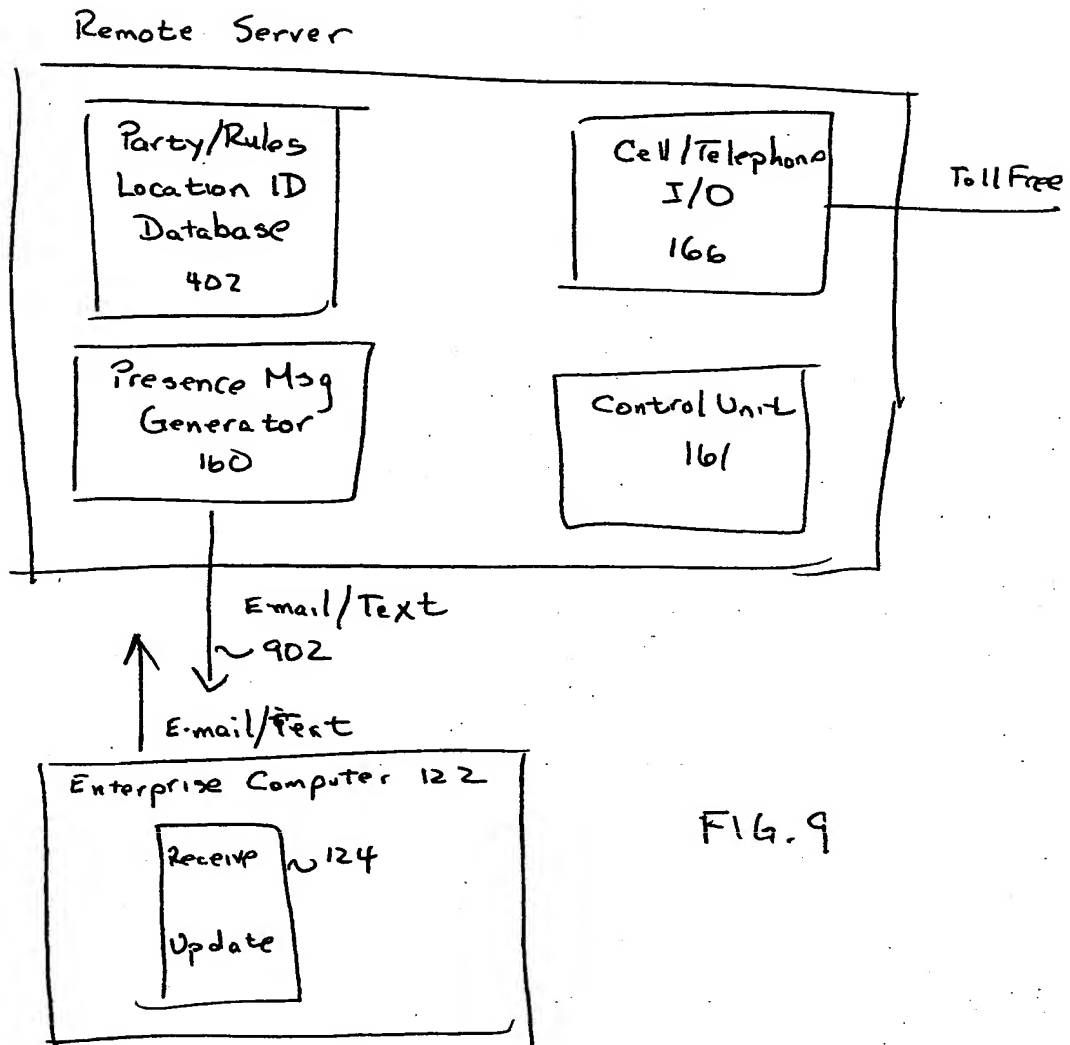 Remote Server
Party/Rules
Location ID
Database
402
Cell/Telephone
I/O
166
Toll Free
Presence Msg
Generator
160
Control Unit
161
E-mail/Text
902
E-mail/Text
Enterprise Computer 122
Receive
124
Update
FIG. 9